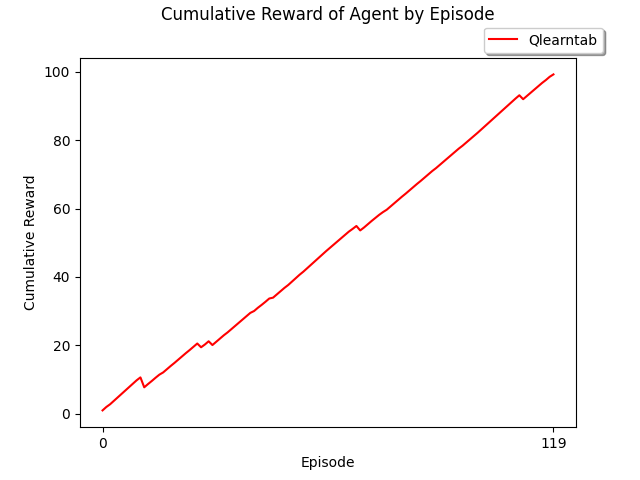 Cumulative Reward of Agent by Episode
Qlearntab
100
80
60
40
20
0
Cumulative Reward
0
119
Episode